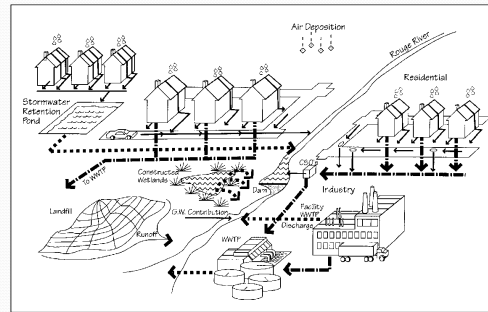 Air Deposition
Rouge River
Residential
Stormwater
Retention
Pond
To WWTP
Constructed
Wetlands
CSO's
Dam
Industry
Landfill
G.W. Contribution
Facility
WWTP
Discharge
Runoff
WWTP